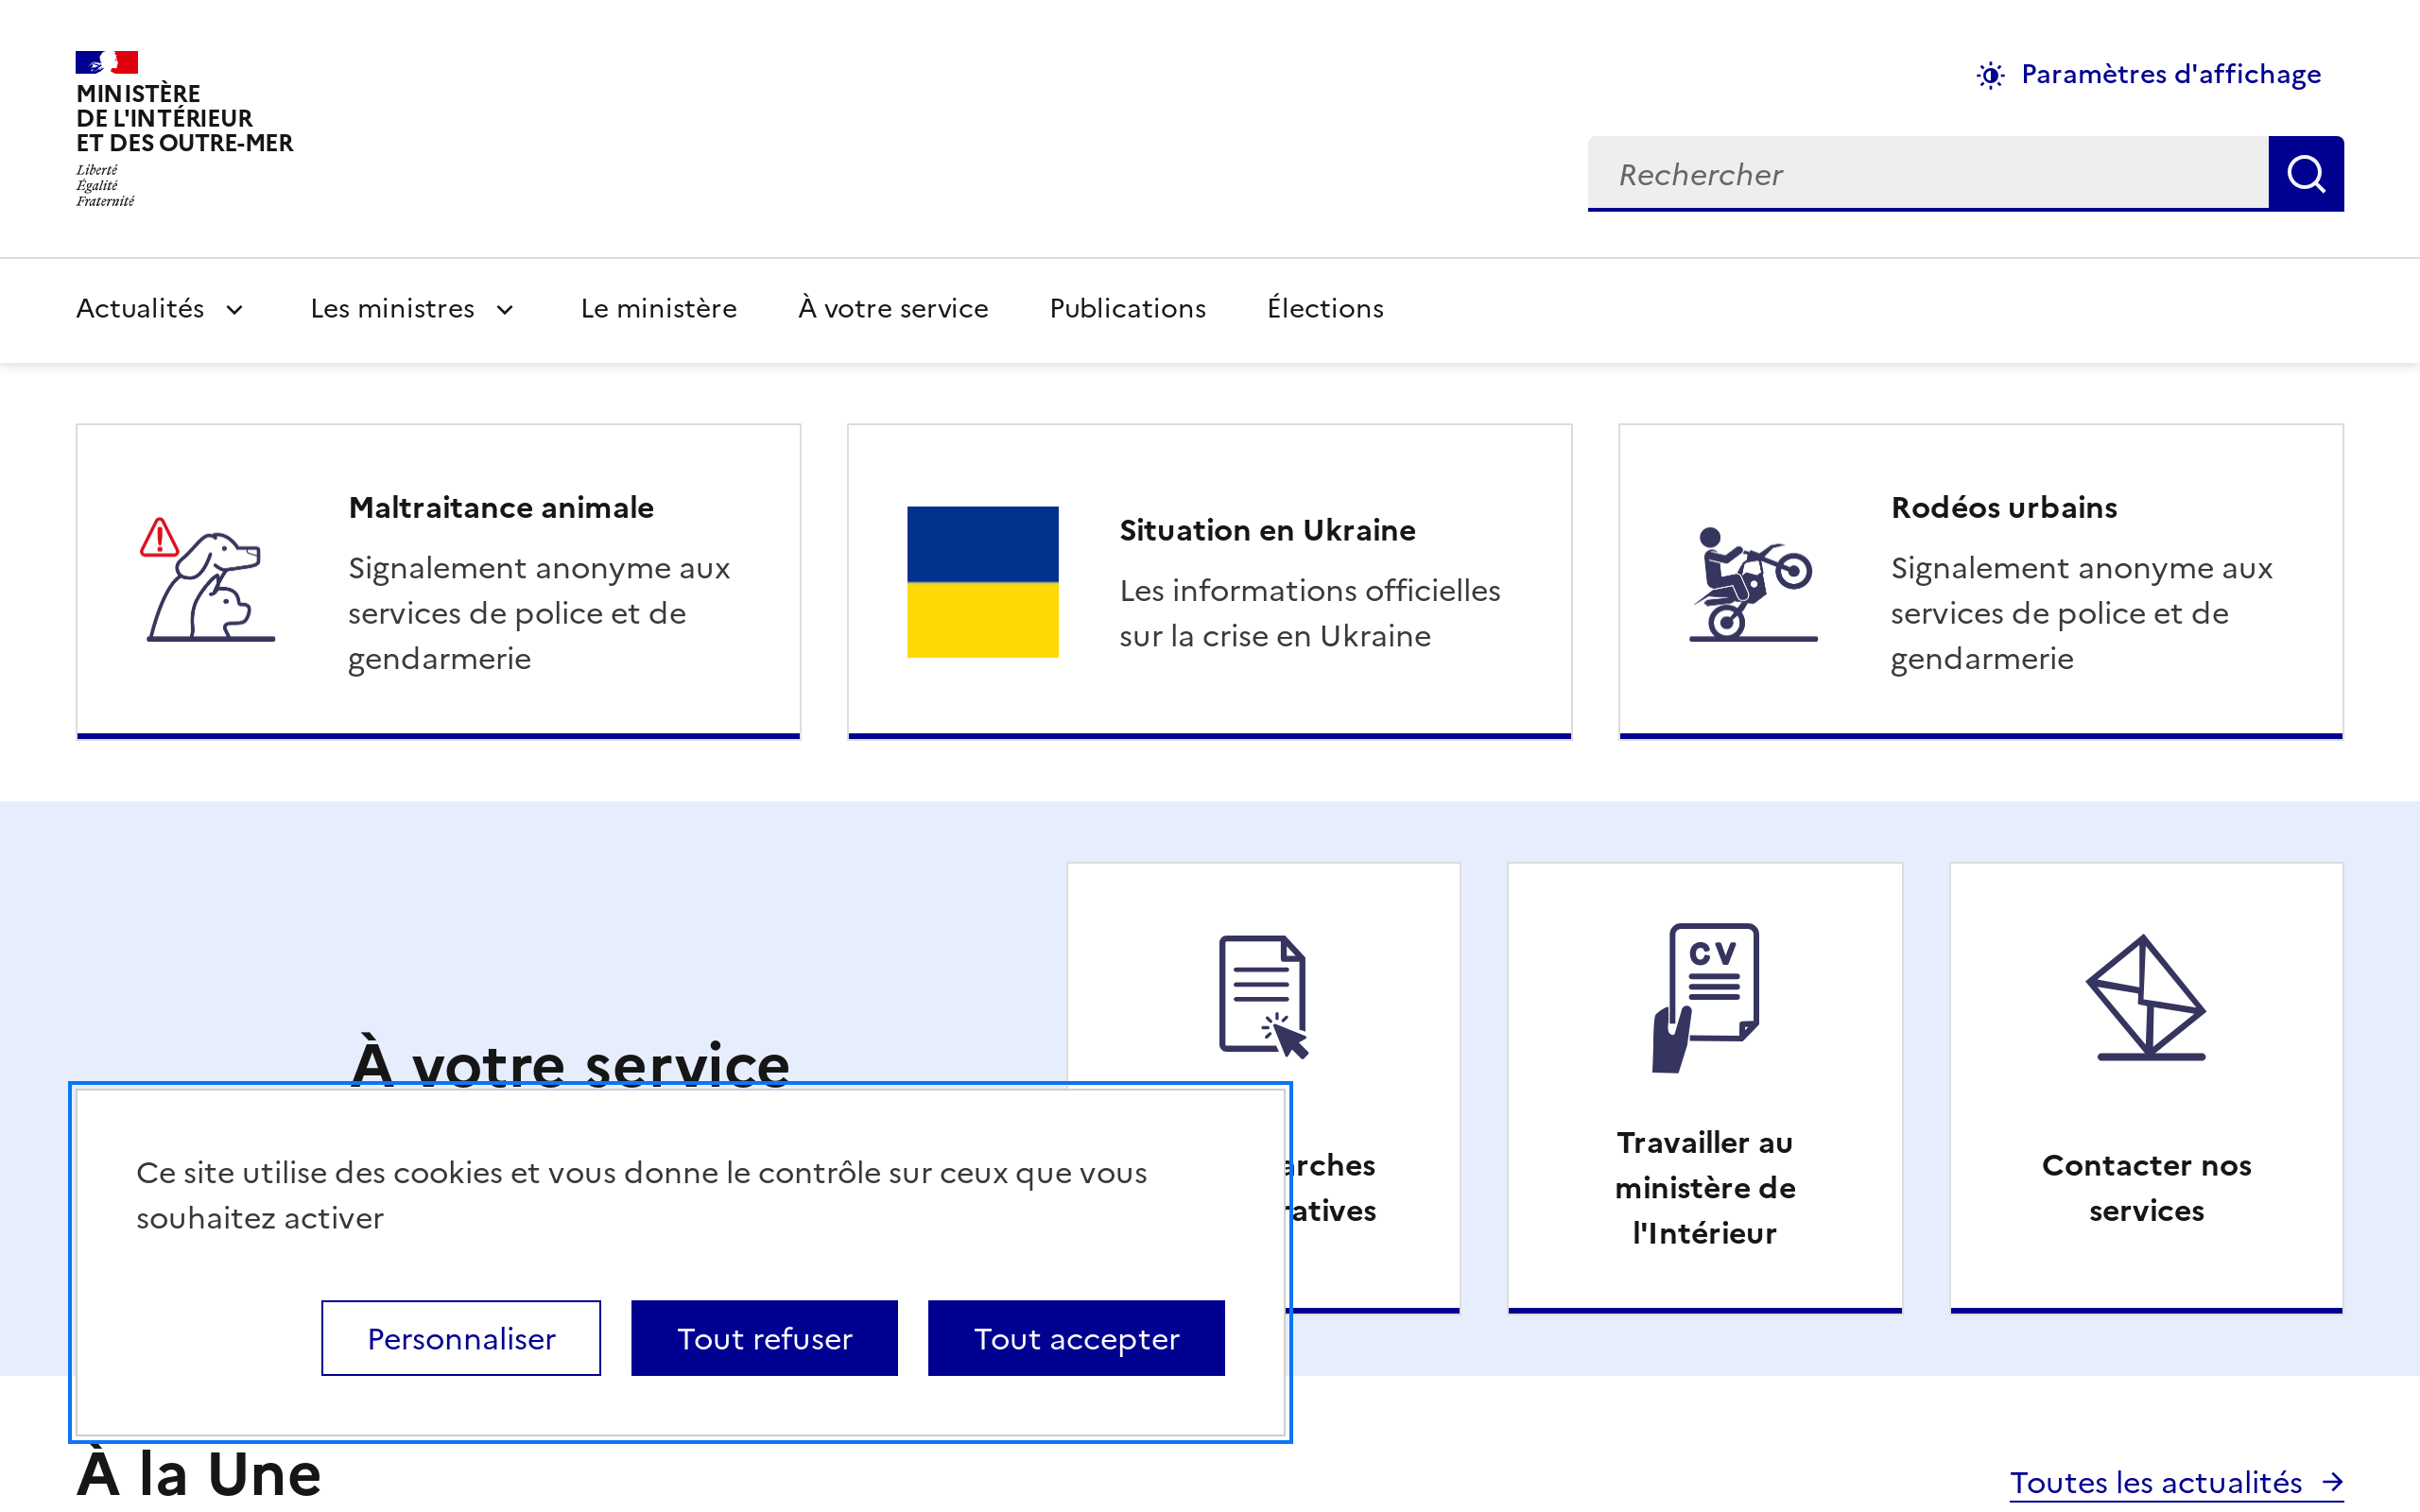 MINISTÈRE
DE L'INTÉRIEUR
ET DES OUTRE-MER
Liberté
Égalité
Fraternité
Paramètres d'affichage
Rechercher
Actualités
Les ministres
Le ministère
À votre service
Publications
Élections
Maltraitance animale
Signalement anonyme aux
services de police et de
gendarmerie
Situation en Ukraine
Les informations officielles
sur la crise en Ukraine
Rodéos urbains
Signalement anonyme aux
services de police et de
gendarmerie
À votre service
CV
Travailler au
ministère de
l'Intérieur
Contacter nos
services
Ce site utilise des cookies et vous donne le contrôle sur ceux que vous
souhaitez activer
Personnaliser
Tout refuser
Tout accepter
À la Une
Toutes les actualités